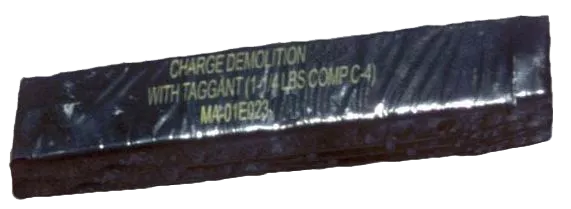 CHARGE DEMOLITION
WITH TAGGANT (1-1/4 LBS COMP C-4)
MA-01E023-